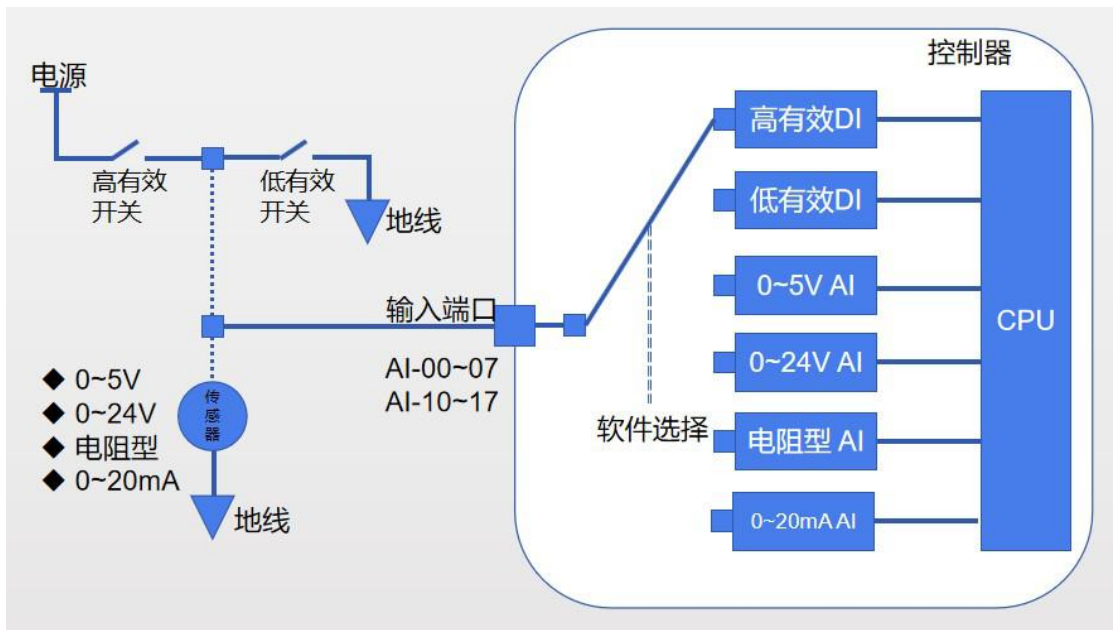 控制器
电源
高有效
开关
低有效
开关
地线
输入端口
AI-00~07
AI-10~17
◆ 0~5V
◆ 0~24V
◆ 电阻型
◆ 0~20mA
传
感
器
地线
软件选择
高有效DI
低有效DI
0~5V AI
0~24V AI
电阻型 AI
0~20mA AI
CPU